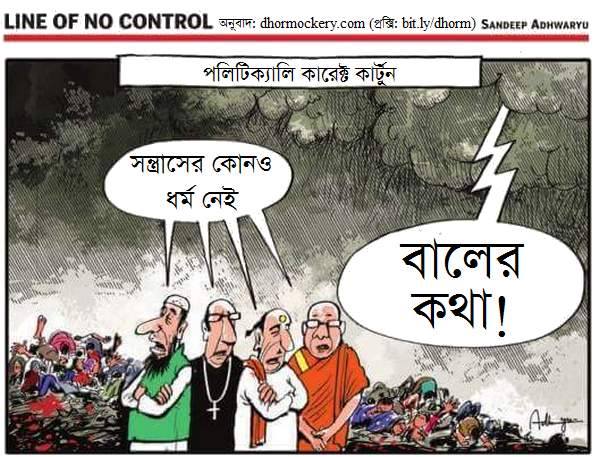 LINE OF NO CONTROL অনুবাদ: dhormockery.com (প্রক্সি: bit.ly/dhorm) SANDEEP ADHWARYU
পলিটিক্যালি কারেক্ট কার্টুন
সন্ত্রাসের কোনও
ধর্ম নেই
বালের
কথা!